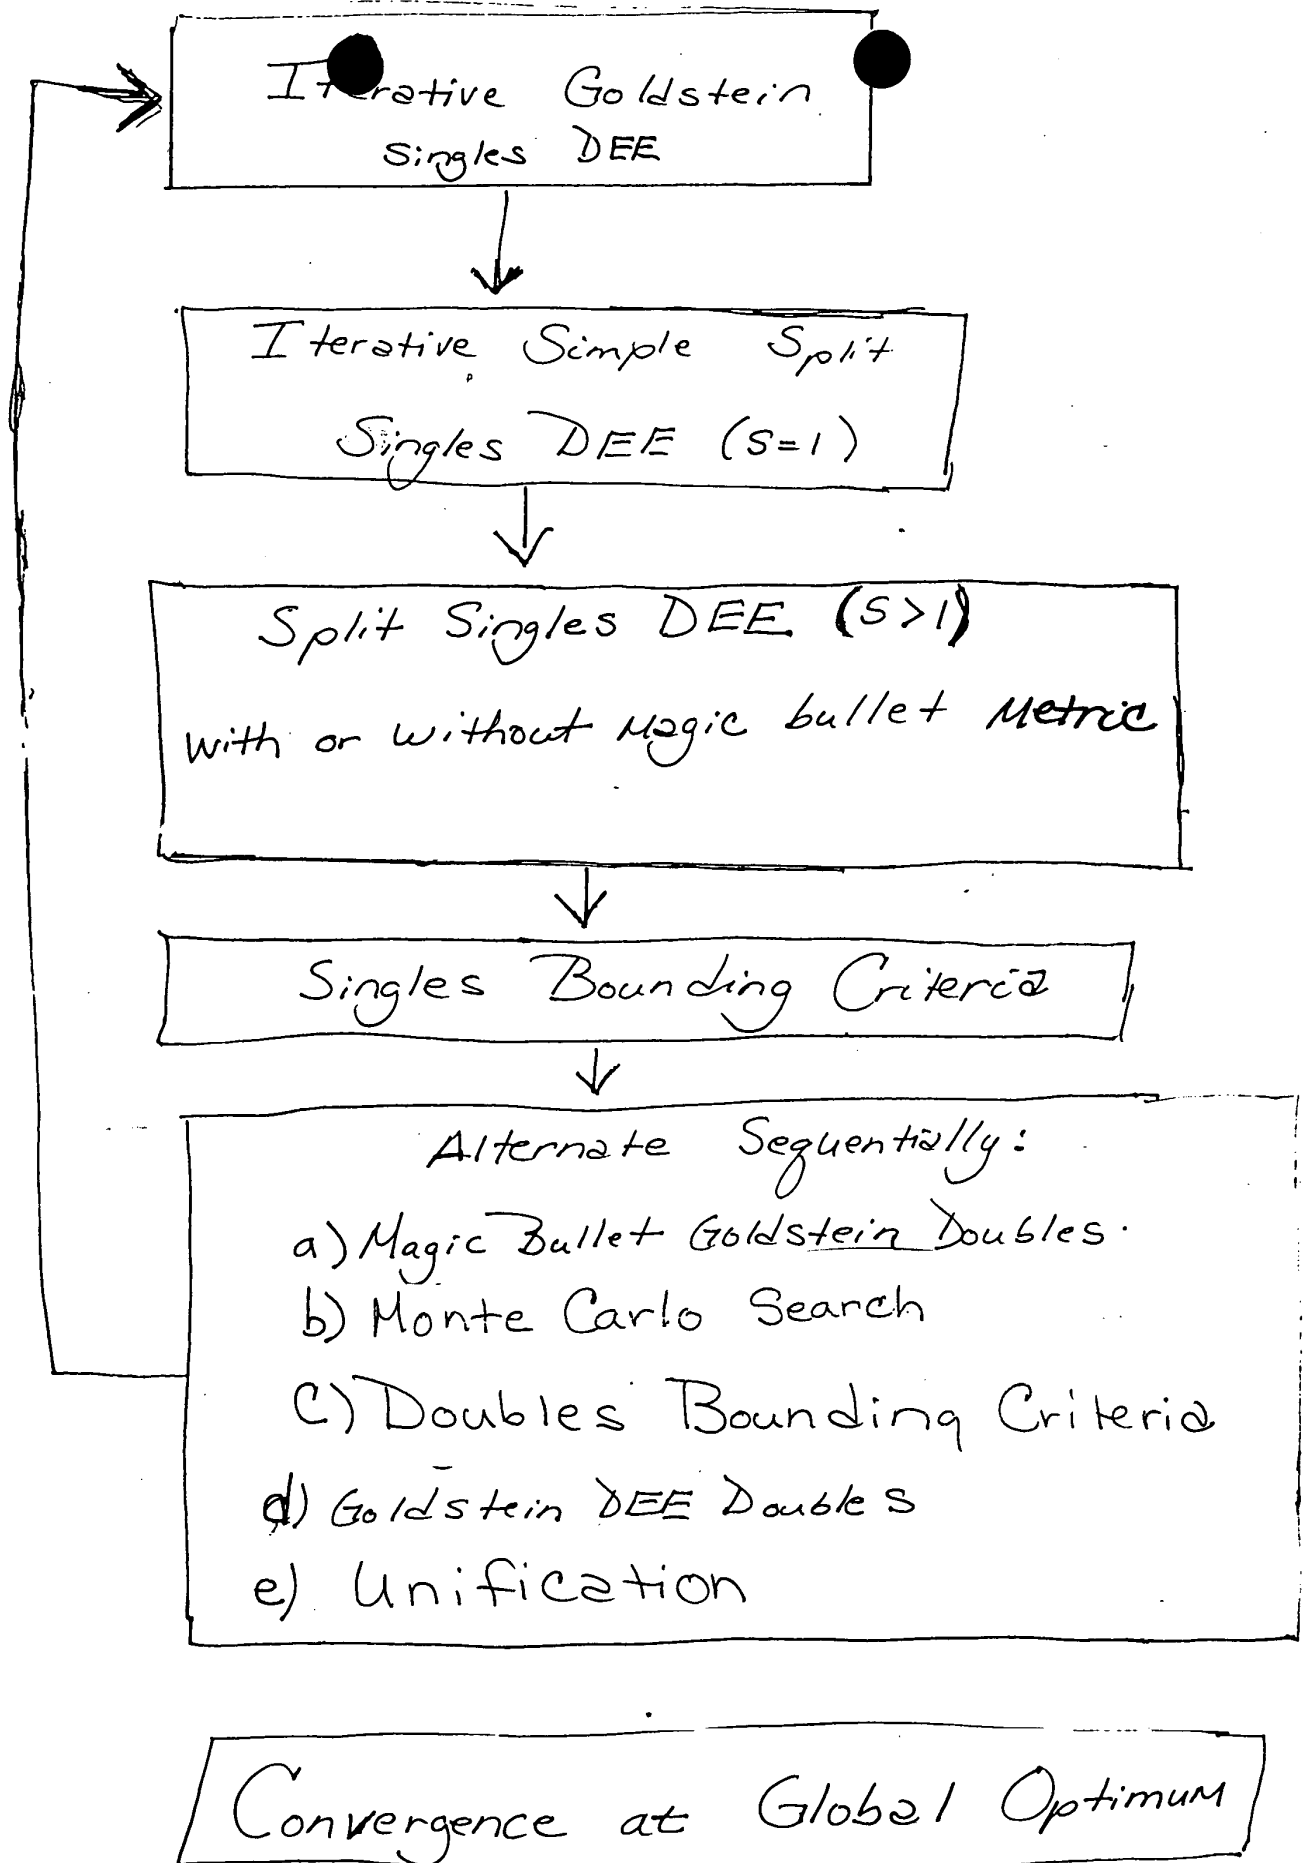 Iterative Goldstein
Singles DEE
Iterative Simple Split
Singles DEE (S=1)
Split Singles DEE (S>1)
with or without Magic bullet Metric
Singles Bounding Criteria
Alternate Sequentially:
a) Magic Bullet Goldstein Doubles.
b) Monte Carlo Search
c) Doubles Bounding Criteria
d) Goldstein DEE Doubles
e) Unification
Convergence at Global Optimum